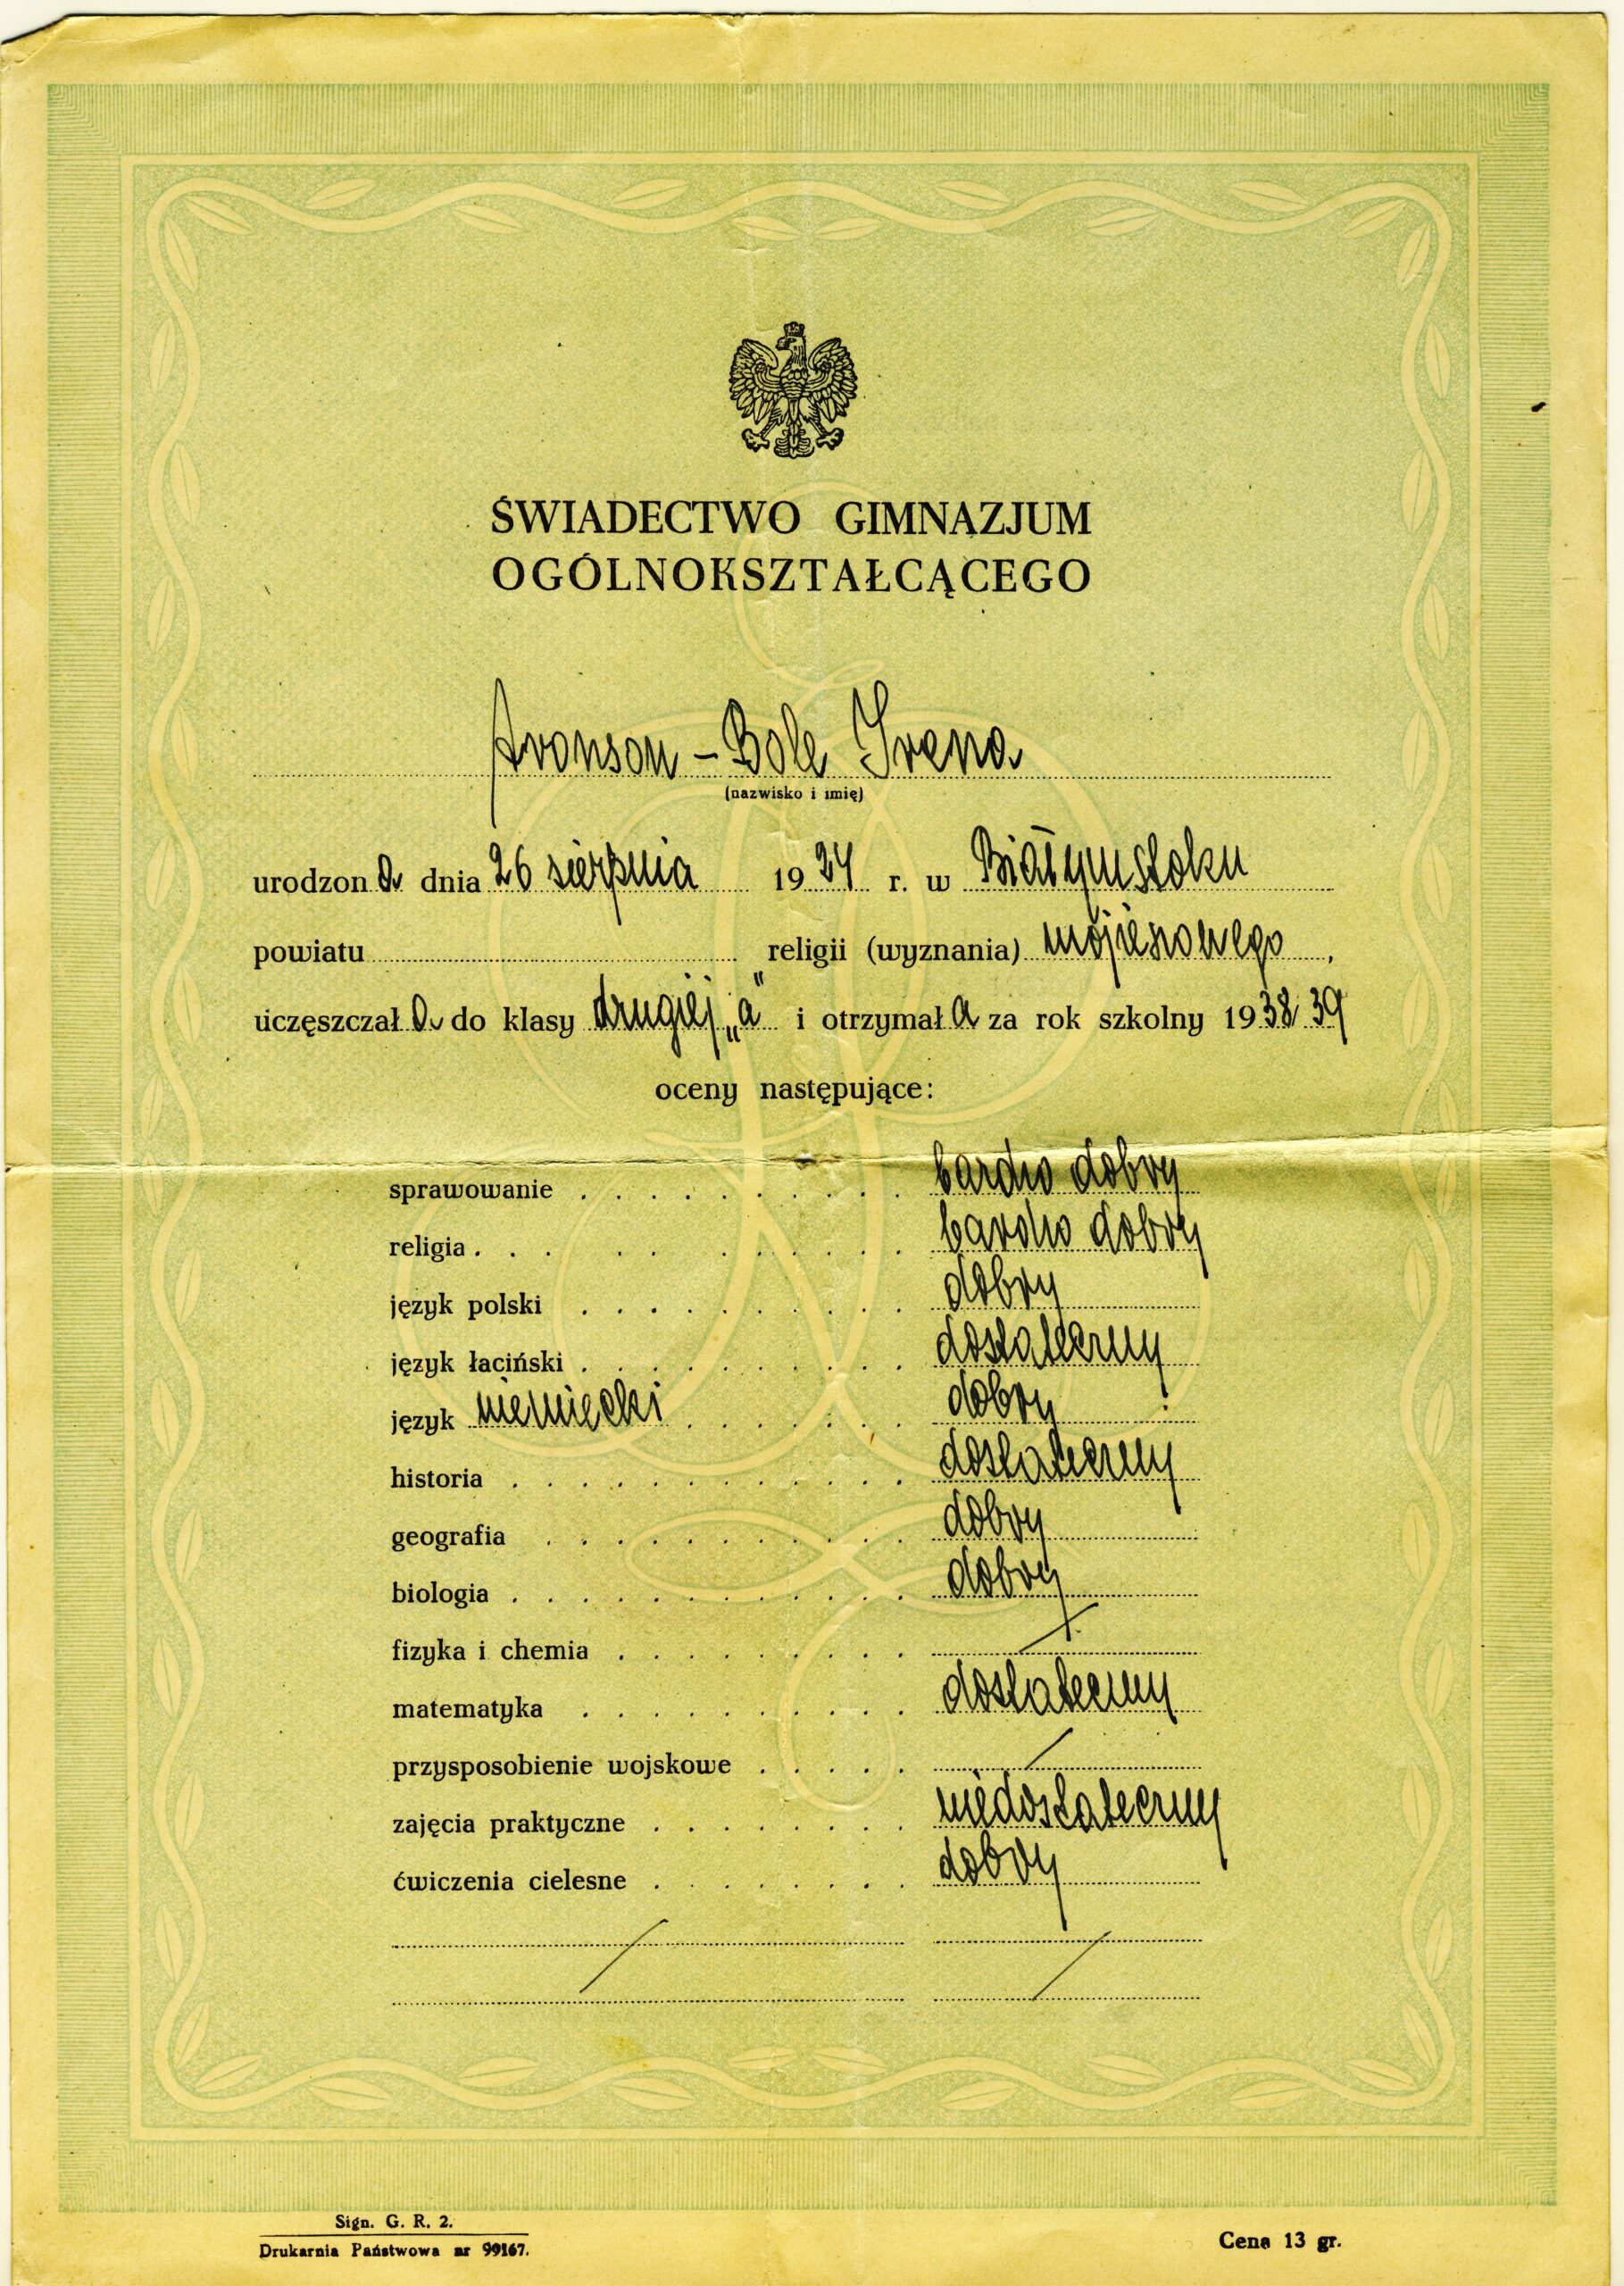 ŚWIADECTWO GIMNAZJUM
OGÓLNOKSZTAŁCĄCEGO
Aronson – Bole Irena
(nazwisko i imię)
urodzona dnia 26 sierpnia 1924 r. w Białymstoku
powiatu religii (wyznania) mojżeszowego,
uczęszczała do klasy drugiej „a" i otrzymała za rok szkolny 1938/39
oceny następujące:
sprawowanie . . . . . . . . . . bardzo dobry
religia . . . . . . . . . . . bardzo dobry
język polski . . . . . . . . . . dobry
język łaciński . . . . . . . . . . dostateczny
język niemiecki . . . . . . . dobry
historia . . . . . . . . . . . . dostateczny
geografia . . . . . . . . . . . dobry
biologia . . . . . . . . . . . . dobry
fizyka i chemia . . . . . . . . .
matematyka . . . . . . . . . . dostateczny
przysposobienie wojskowe . . . . .
zajęcia praktyczne . . . . . . . . niedostateczny
ćwiczenia cielesne . . . . . . . . dobry
Sign. G. R. 2.
Drukarnia Państwowa nr 99167.
Cena 13 gr.